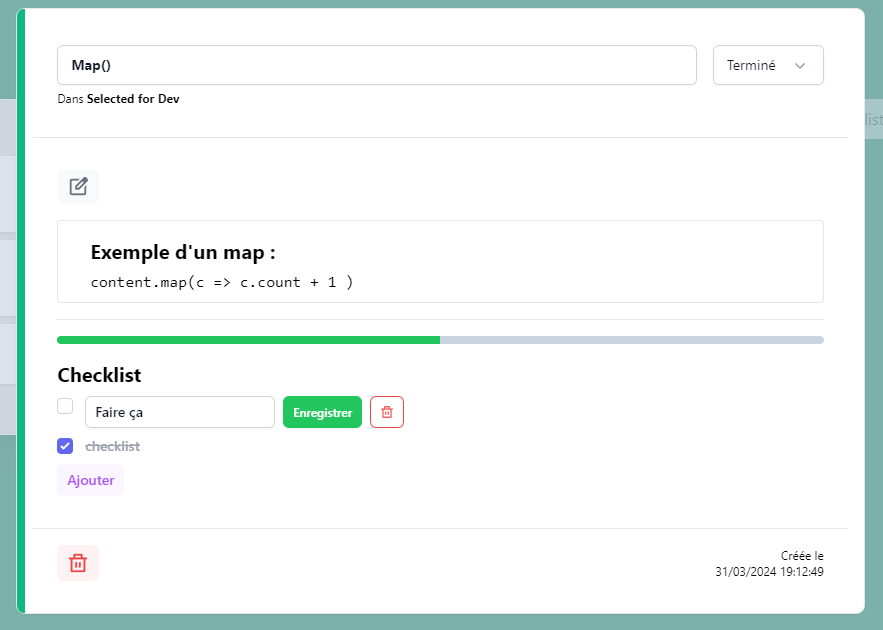 Map()
Terminé
Dans Selected for Dev
list
Exemple d'un map :
content.map(c => c.count + 1 )
Checklist
Faire ça
Enregistrer
checklist
Ajouter
Créée le
31/03/2024 19:12:49